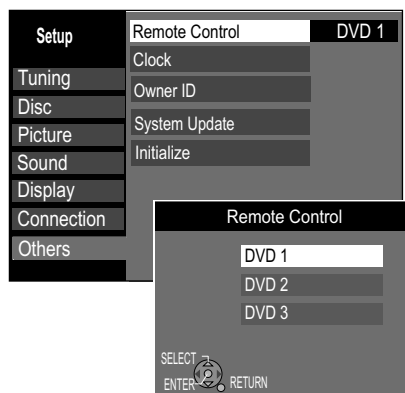 Setup
Tuning
Disc
Picture
Sound
Display
Connection
Others
Remote Control DVD 1
Clock
Owner ID
System Update
Initialize
Remote Control
DVD 1
DVD 2
DVD 3
SELECT
ENTER RETURN